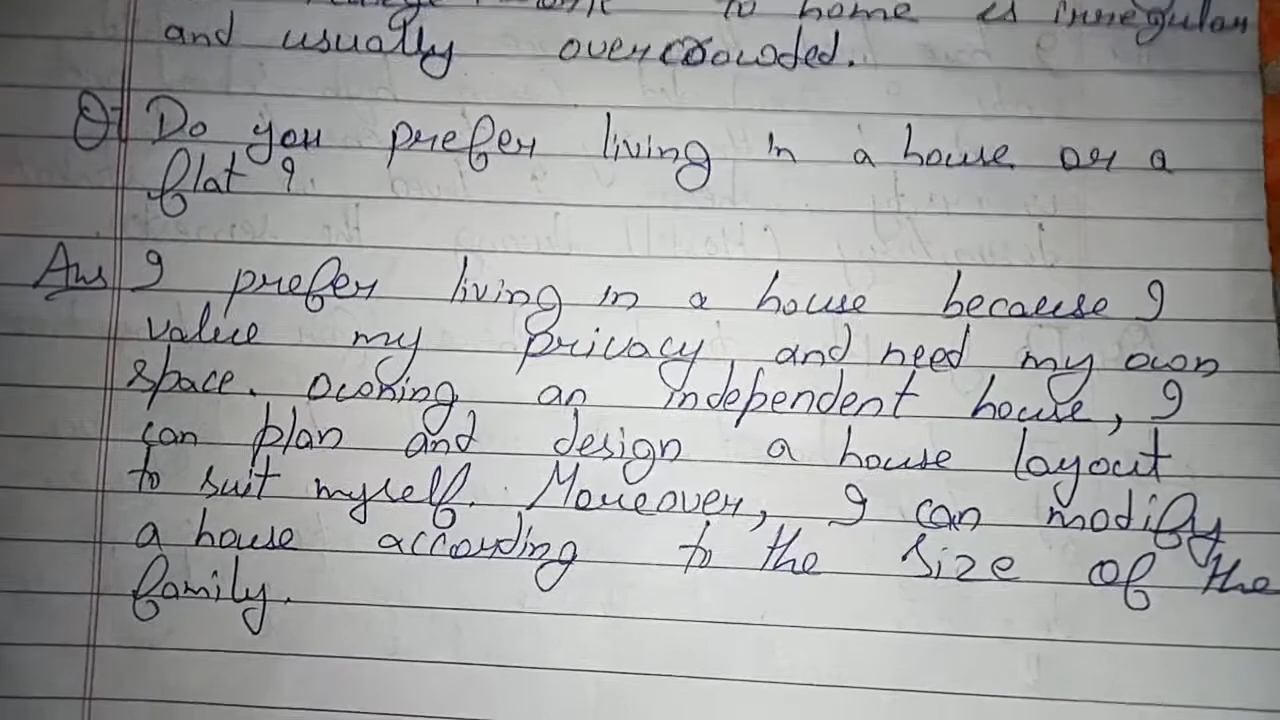 to home is irregular
and usually overcrowded.
Q Do you prefer living in a house or a
flat ?
Ans I prefer living in a house because I
value my privacy, and need my own
space. Owning an independent house, I
can plan and design a house layout
to suit myself. Moreover, I can modify
a house according to the size of the
family.